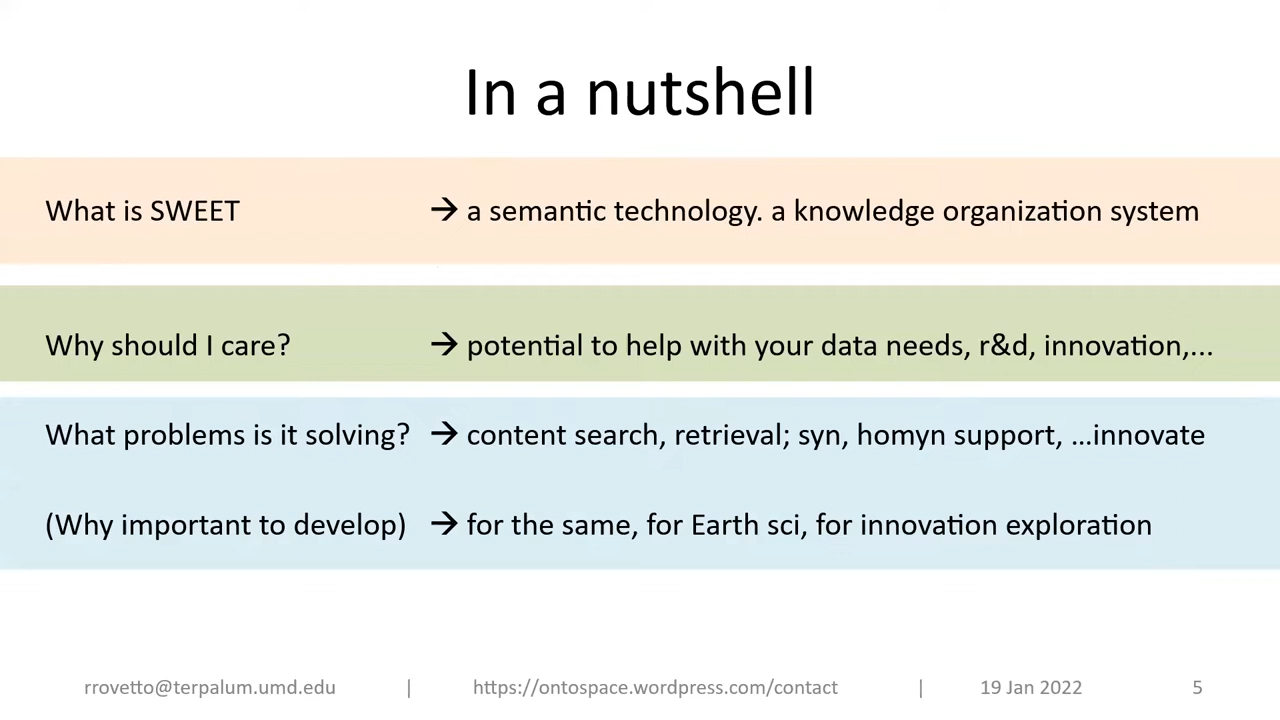 In a nutshell
What is SWEET → a semantic technology. a knowledge organization system
Why should I care? → potential to help with your data needs, r&d, innovation,...
What problems is it solving? → content search, retrieval; syn, homyn support, ...innovate
(Why important to develop) → for the same, for Earth sci, for innovation exploration
rrovetto@terpalum.umd.edu | https://ontospace.wordpress.com/contact | 19 Jan 2022 5